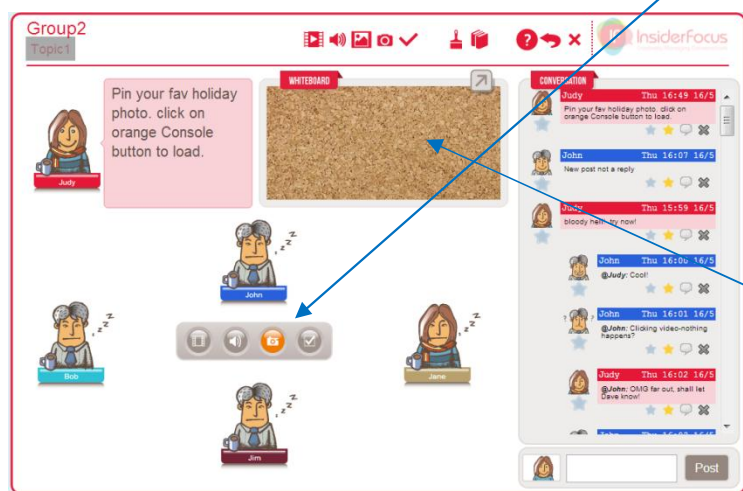 Group2
Topic1
InsiderFocus
Pin your fav holiday
photo. click on
orange Console
button to load.
Judy
WHITEBOARD
John
Bob
Jane
Jim
CONVERSATION
Judy Thu 16:49 16/5
Pin your fav holiday photo. click on
orange Console button to load.
John Thu 16:07 16/5
New post not a reply
Judy Thu 15:59 16/5
try now!
John Thu 16:00 16/5
@Judy: Cool!
John Thu 16:01 16/5
@John: Clicking video-nothing
happens?
Judy Thu 16:02 16/5
@John: OMG far out, shall let
Dave know!
Post